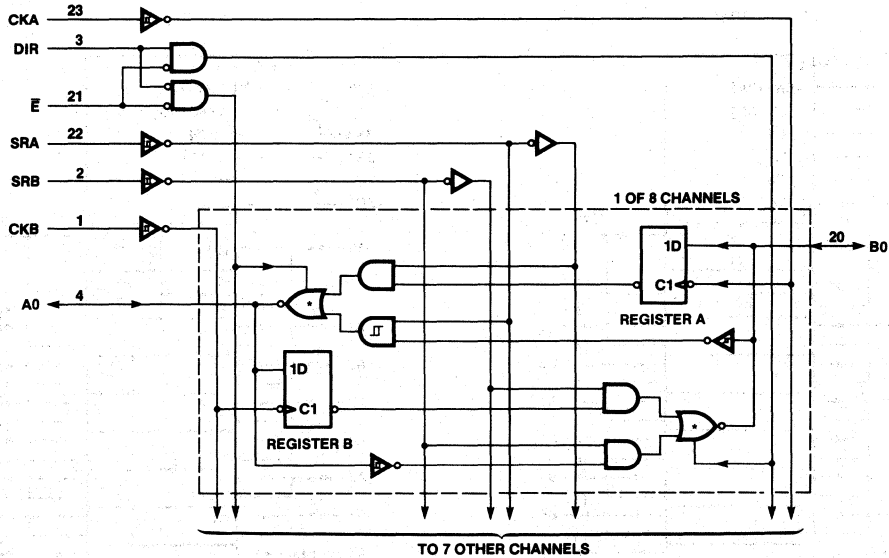 CKA 23
DIR 3
E 21
SRA 22
SRB 2
1 OF 8 CHANNELS
CKB 1
20 B0
1D
C1
A0 4
*
REGISTER A
1D
C1
*
REGISTER B
TO 7 OTHER CHANNELS